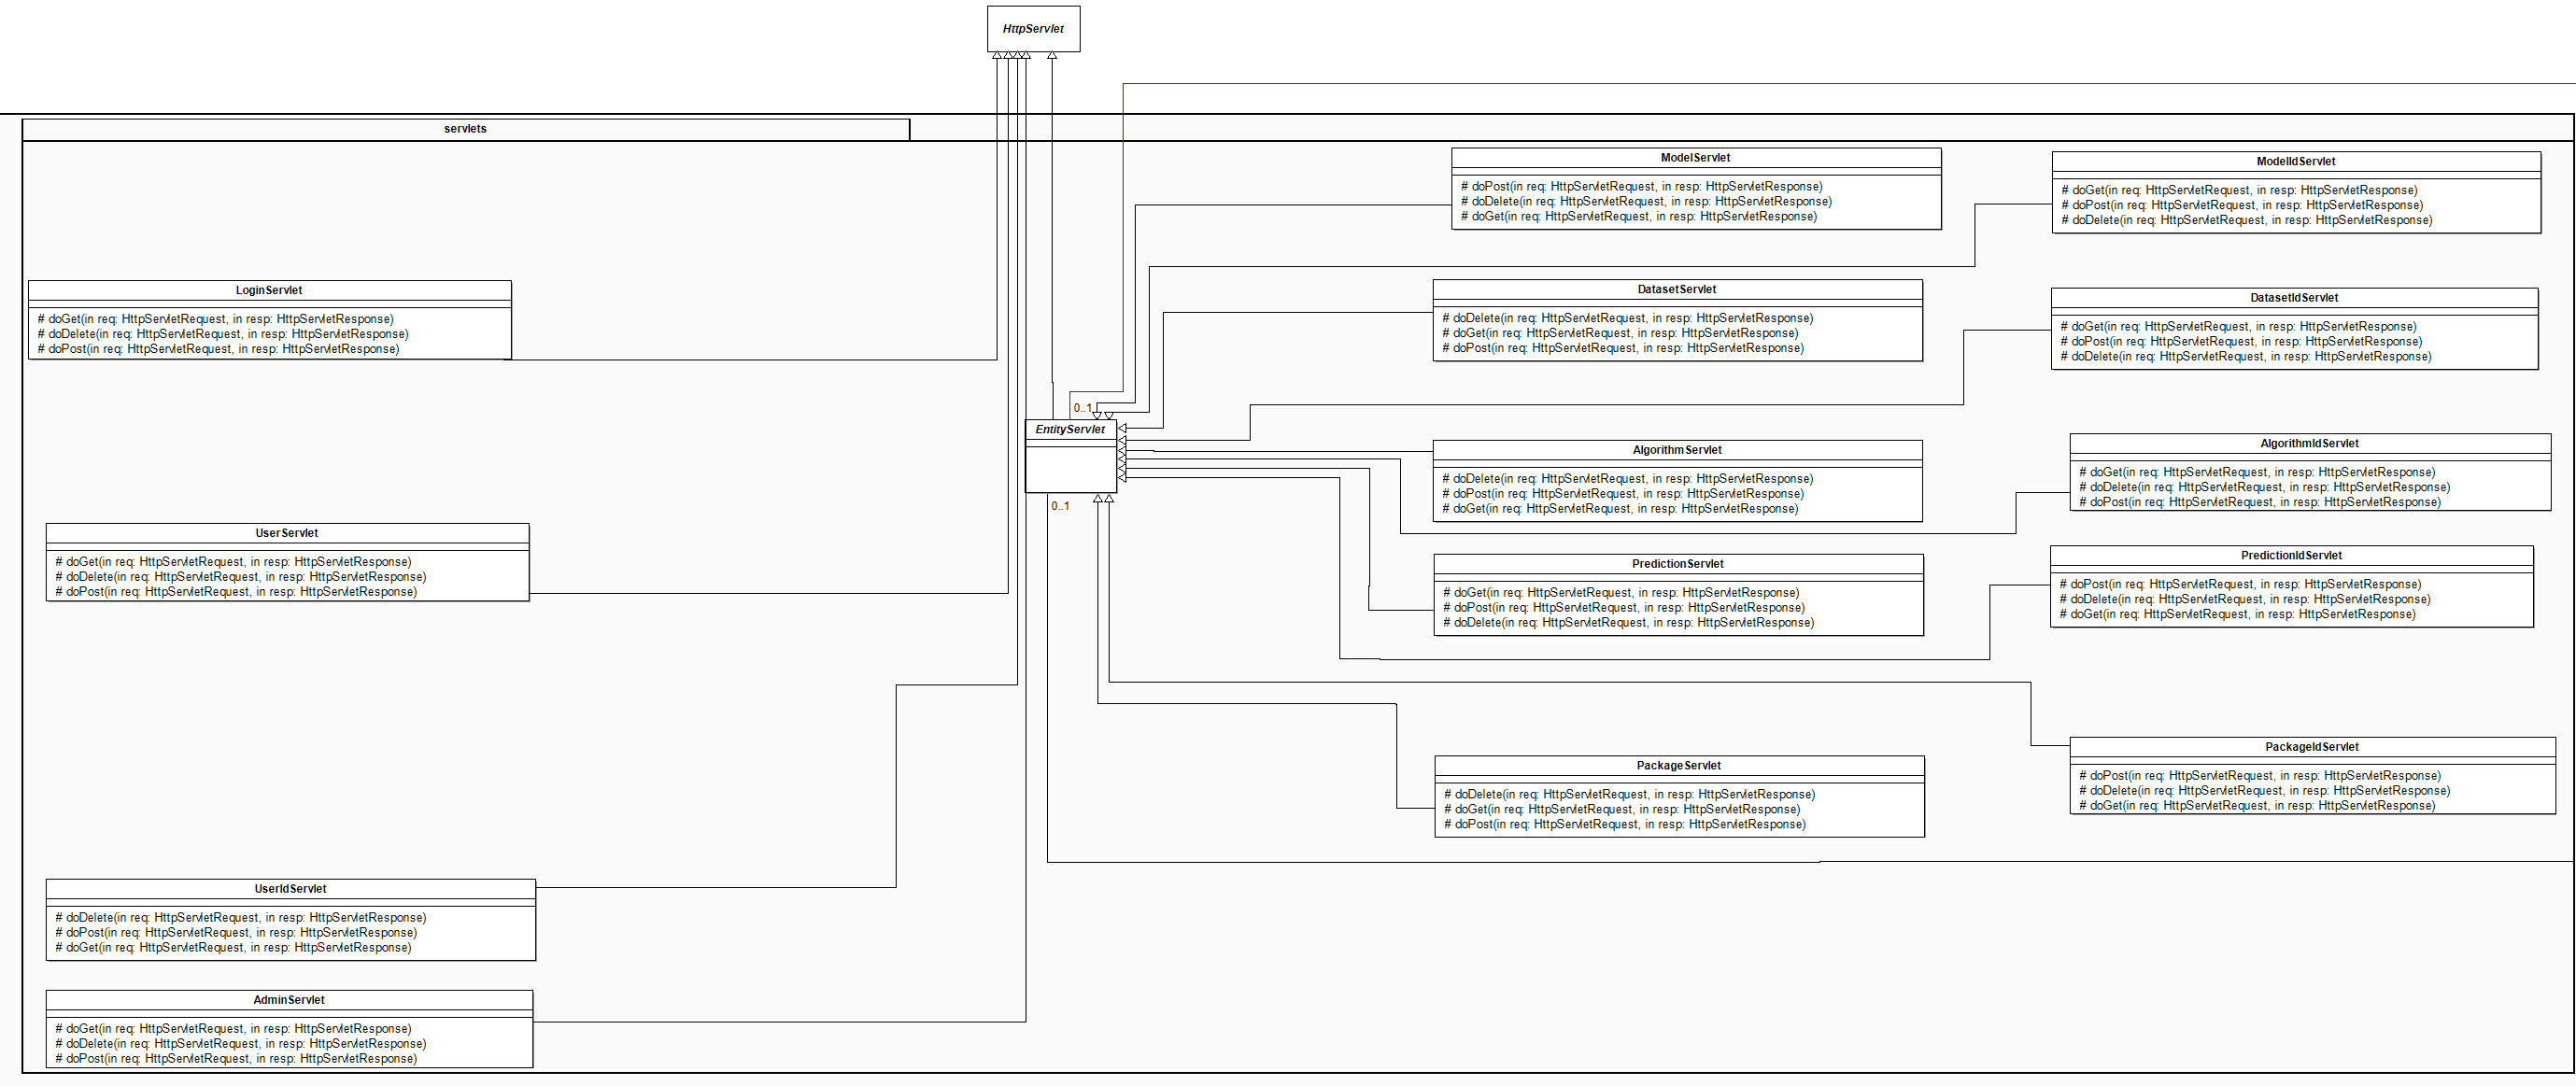 HttpServlet
servlets
ModelServlet
# doPost(in req: HttpServletRequest, in resp: HttpServletResponse)
# doDelete(in req: HttpServletRequest, in resp: HttpServletResponse)
# doGet(in req: HttpServletRequest, in resp: HttpServletResponse)
ModelIdServlet
# doGet(in req: HttpServletRequest, in resp: HttpServletResponse)
# doPost(in req: HttpServletRequest, in resp: HttpServletResponse)
# doDelete(in req: HttpServletRequest, in resp: HttpServletResponse)
LoginServlet
# doGet(in req: HttpServletRequest, in resp: HttpServletResponse)
# doDelete(in req: HttpServletRequest, in resp: HttpServletResponse)
# doPost(in req: HttpServletRequest, in resp: HttpServletResponse)
DatasetServlet
# doDelete(in req: HttpServletRequest, in resp: HttpServletResponse)
# doGet(in req: HttpServletRequest, in resp: HttpServletResponse)
# doPost(in req: HttpServletRequest, in resp: HttpServletResponse)
DatasetIdServlet
# doGet(in req: HttpServletRequest, in resp: HttpServletResponse)
# doPost(in req: HttpServletRequest, in resp: HttpServletResponse)
# doDelete(in req: HttpServletRequest, in resp: HttpServletResponse)
0..1
EntityServlet
0..1
AlgorithmServlet
# doDelete(in req: HttpServletRequest, in resp: HttpServletResponse)
# doPost(in req: HttpServletRequest, in resp: HttpServletResponse)
# doGet(in req: HttpServletRequest, in resp: HttpServletResponse)
AlgorithmIdServlet
# doGet(in req: HttpServletRequest, in resp: HttpServletResponse)
# doDelete(in req: HttpServletRequest, in resp: HttpServletResponse)
# doPost(in req: HttpServletRequest, in resp: HttpServletResponse)
UserServlet
# doGet(in req: HttpServletRequest, in resp: HttpServletResponse)
# doDelete(in req: HttpServletRequest, in resp: HttpServletResponse)
# doPost(in req: HttpServletRequest, in resp: HttpServletResponse)
PredictionServlet
# doGet(in req: HttpServletRequest, in resp: HttpServletResponse)
# doPost(in req: HttpServletRequest, in resp: HttpServletResponse)
# doDelete(in req: HttpServletRequest, in resp: HttpServletResponse)
PredictionIdServlet
# doPost(in req: HttpServletRequest, in resp: HttpServletResponse)
# doDelete(in req: HttpServletRequest, in resp: HttpServletResponse)
# doGet(in req: HttpServletRequest, in resp: HttpServletResponse)
PackageServlet
# doDelete(in req: HttpServletRequest, in resp: HttpServletResponse)
# doGet(in req: HttpServletRequest, in resp: HttpServletResponse)
# doPost(in req: HttpServletRequest, in resp: HttpServletResponse)
PackageIdServlet
# doPost(in req: HttpServletRequest, in resp: HttpServletResponse)
# doDelete(in req: HttpServletRequest, in resp: HttpServletResponse)
# doGet(in req: HttpServletRequest, in resp: HttpServletResponse)
UserIdServlet
# doDelete(in req: HttpServletRequest, in resp: HttpServletResponse)
# doPost(in req: HttpServletRequest, in resp: HttpServletResponse)
# doGet(in req: HttpServletRequest, in resp: HttpServletResponse)
AdminServlet
# doGet(in req: HttpServletRequest, in resp: HttpServletResponse)
# doDelete(in req: HttpServletRequest, in resp: HttpServletResponse)
# doPost(in req: HttpServletRequest, in resp: HttpServletResponse)